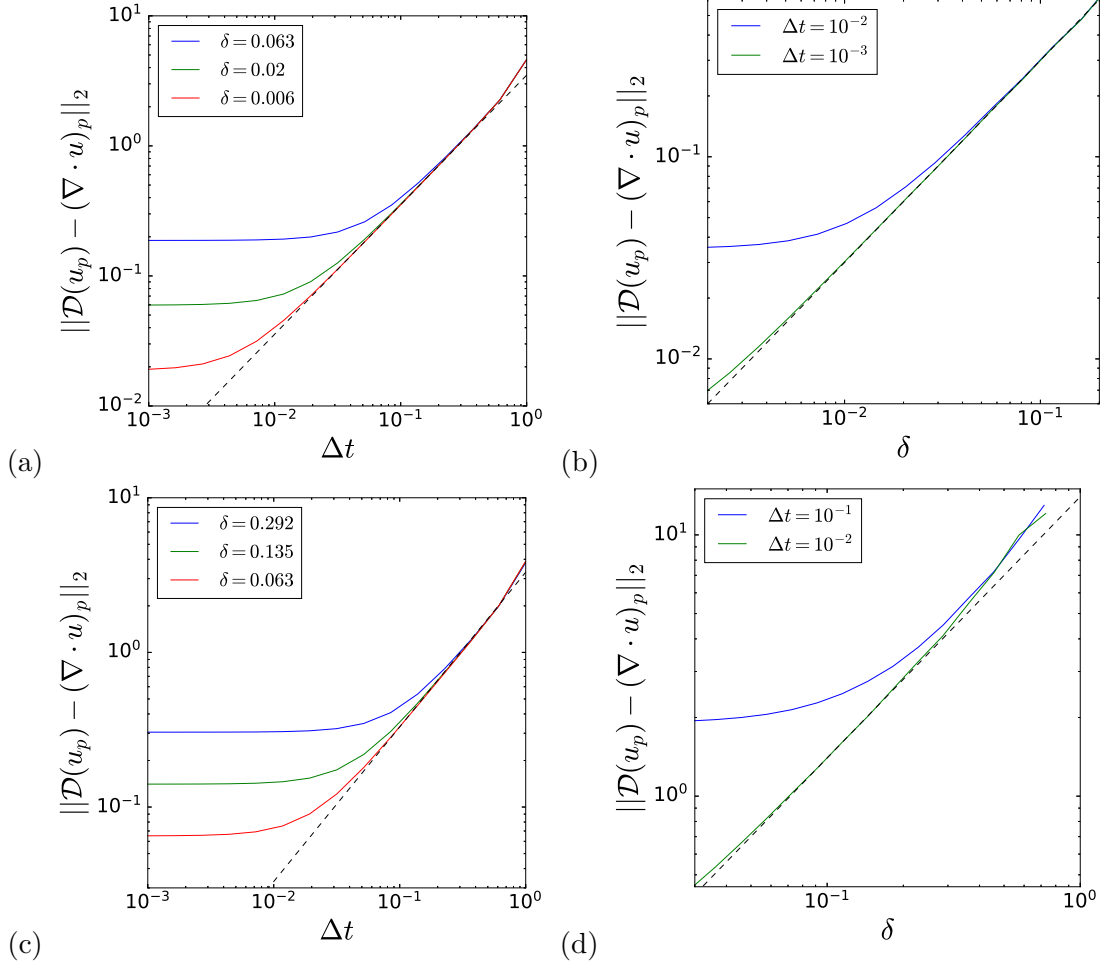 ||𝒟(u_p) − (∇ · u)_p||_2
10^1
10^0
10^{-1}
10^{-2}
δ = 0.063
δ = 0.02
δ = 0.006
10^{-3} 10^{-2} 10^{-1} 10^0
Δt
(a)
||𝒟(u_p) − (∇ · u)_p||_2
10^{-1}
10^{-2}
Δt = 10^{-2}
Δt = 10^{-3}
10^{-2} 10^{-1}
δ
(b)
||𝒟(u_p) − (∇ · u)_p||_2
10^1
10^0
10^{-1}
δ = 0.292
δ = 0.135
δ = 0.063
10^{-3} 10^{-2} 10^{-1} 10^0
Δt
(c)
||𝒟(u_p) − (∇ · u)_p||_2
10^1
10^0
Δt = 10^{-1}
Δt = 10^{-2}
10^{-1} 10^0
δ
(d)